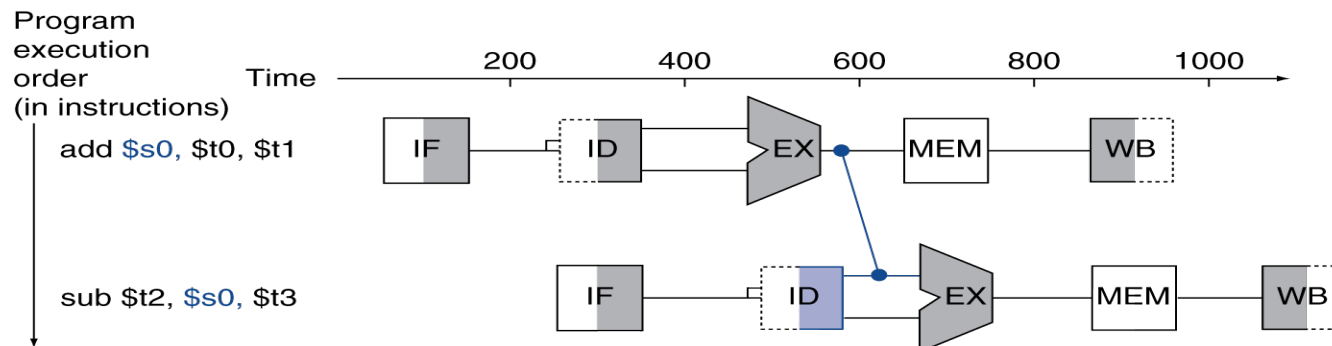 Program
execution
order
(in instructions)
Time
200 400 600 800 1000
add $s0, $t0, $t1
IF ID EX MEM WB
sub $t2, $s0, $t3
IF ID EX MEM WB